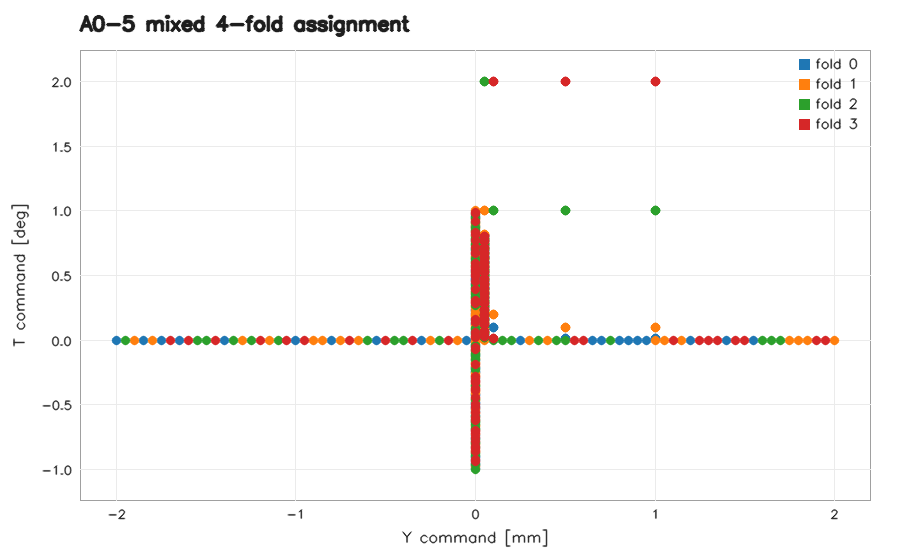 A0-5 mixed 4-fold assignment
fold 0
fold 1
fold 2
fold 3
T command [deg]
2.0
1.5
1.0
0.5
0.0
−0.5
−1.0
−2
−1
0
1
2
Y command [mm]